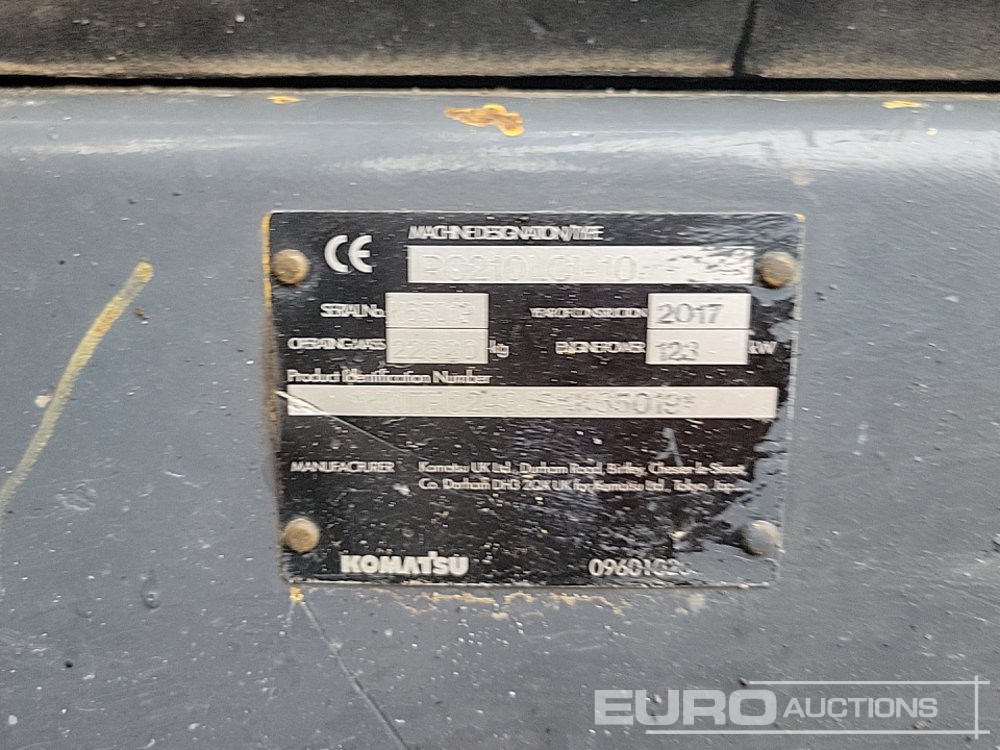 CE
MACHINE DESIGNATION/TYPE
PC210LCI-10
SERIAL No.
YEAR OF CONSTRUCTION 2017
OPERATING MASS kg
ENGINE POWER 123 kW
Product Identification Number
MANUFACTURER Komatsu UK Ltd., Durham Road, Birtley, Chester le Street,
Co. Durham DH3 2QX UK for Komatsu Ltd., Tokyo,
KOMATSU
EURO AUCTIONS